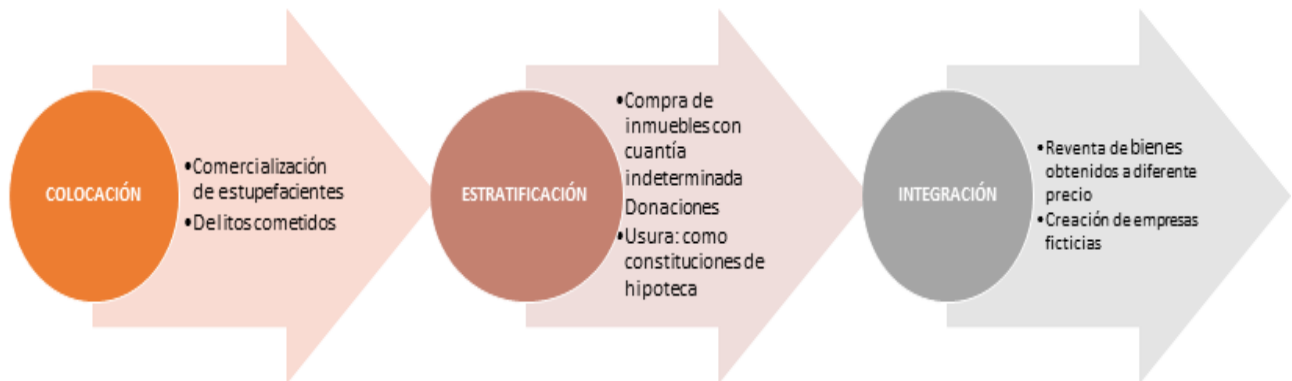 COLOCACIÓN
•Comercialización
de estupefacientes
•Delitos cometidos
ESTRATIFICACIÓN
•Compra de
inmuebles con
cuantía
indeterminada
Donaciones
•Usura: como
constituciones de
hipoteca
INTEGRACIÓN
•Reventa de bienes
obtenidos a diferente
precio
•Creación de empresas
ficticias